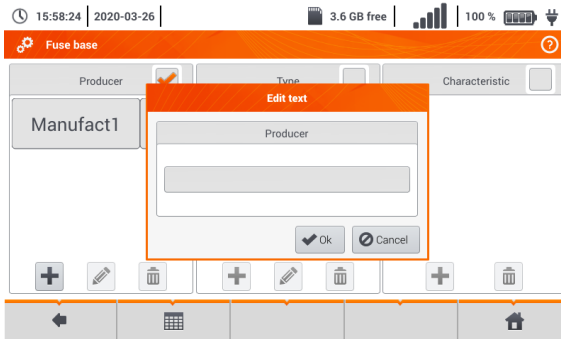 15:58:24 2020-03-26 3.6 GB free 100 %
Fuse base ?
Producer Type Characteristic
Edit text
Manufact1
Producer
Ok Cancel